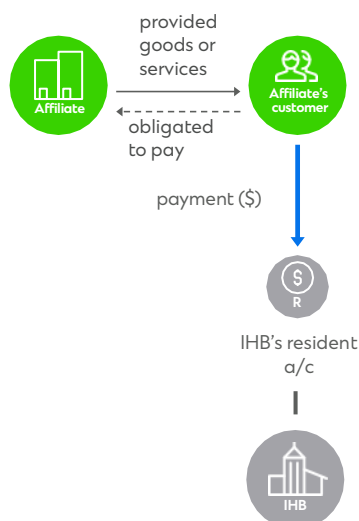 provided
goods or
services
Affiliate
Affiliate's
customer
obligated
to pay
payment ($)
$
R
IHB's resident
a/c
IHB